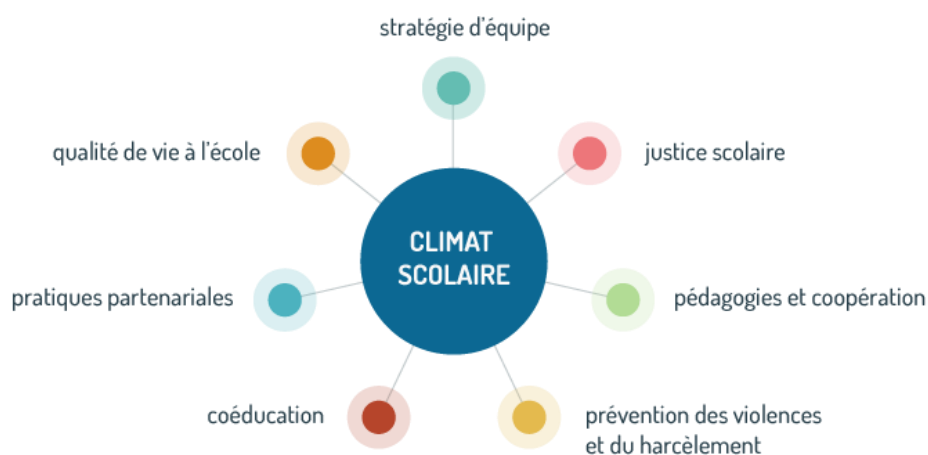 stratégie d'équipe
qualité de vie à l'école
justice scolaire
CLIMAT
SCOLAIRE
pratiques partenariales
pédagogies et coopération
coéducation
prévention des violences
et du harcèlement